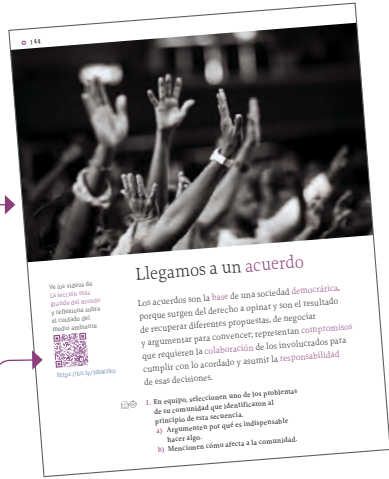 144
Llegamos a un acuerdo
Ve los videos de
La lección más
grande del mundo
y reflexiona sobre
el cuidado del
medio ambiente.
Los acuerdos son la base de una sociedad democrática,
porque surgen del derecho a opinar y son el resultado
de recuperar diferentes propuestas, de negociar
y argumentar para convencer; representan compromisos
que requieren la colaboración de los involucrados para
cumplir con lo acordado y asumir la responsabilidad
de esas decisiones.
1. En equipo, seleccionen uno de los problemas
de su comunidad que identificaron al
principio de esta secuencia.
a) Argumenten por qué es indispensable
hacer algo.
b) Mencionen cómo afecta a la comunidad.